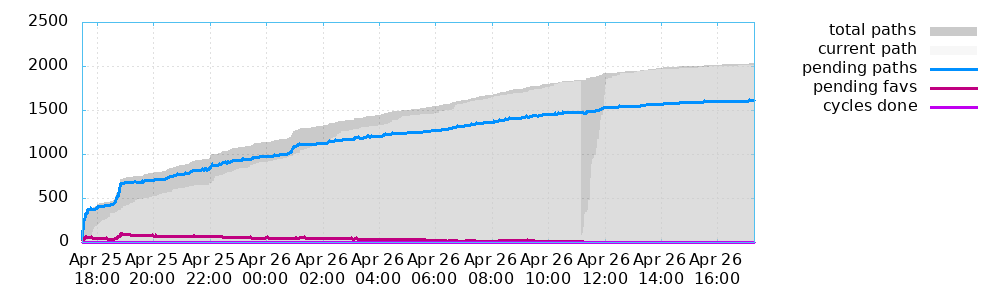 2500
2000
1500
1000
500
0
Apr 25 Apr 25 Apr 25 Apr 26 Apr 26 Apr 26 Apr 26 Apr 26 Apr 26 Apr 26 Apr 26 Apr 26
18:00 20:00 22:00 00:00 02:00 04:00 06:00 08:00 10:00 12:00 14:00 16:00
total paths
current path
pending paths
pending favs
cycles done